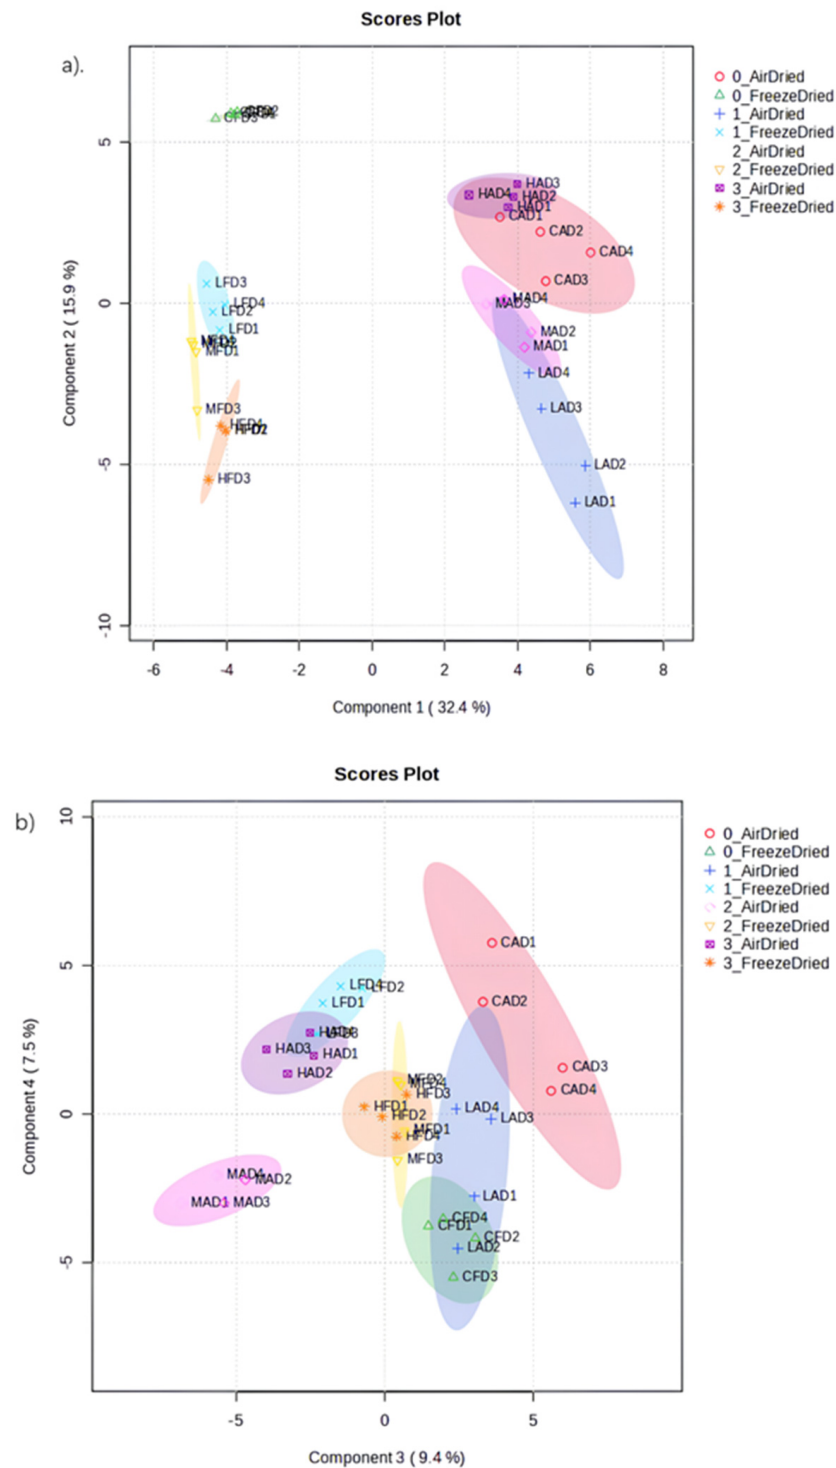 Scores Plot
a).
0_AirDried
0_FreezeDried
1_AirDried
1_FreezeDried
2_AirDried
2_FreezeDried
3_AirDried
3_FreezeDried
CFD3
5
HAD3
HAD4
HAD2
HAD1
CAD1
CAD2
CAD4
CAD3
LFD3
MAD4
0
LFD4
MAD3
LFD2
LFD1
MAD2
MAD1
MFD1
LAD4
MFD3
LAD3
HFD4
HFD2
-5
LAD2
HFD3
LAD1
-10
-6 -4 -2 0 2 4 6 8
Component 2 ( 15.9 %)
Component 1 ( 32.4 %)
Scores Plot
b)
10
0_AirDried
0_FreezeDried
1_AirDried
1_FreezeDried
2_AirDried
2_FreezeDried
3_AirDried
3_FreezeDried
CAD1
5
LFD4
LFD2
LFD1
CAD2
HAD4
HAD3
HAD1
CAD3
HAD2
MFD2
MFD4
CAD4
HFD3
HFD1
LAD4
HFD2
LAD3
0
MFD1
HFD4
MFD3
MAD4
MAD2
MAD1
MAD3
LAD1
CFD4
CFD1
CFD2
LAD2
CFD3
-5
-5 0 5
Component 4 ( 7.5 %)
Component 3 ( 9.4 %)